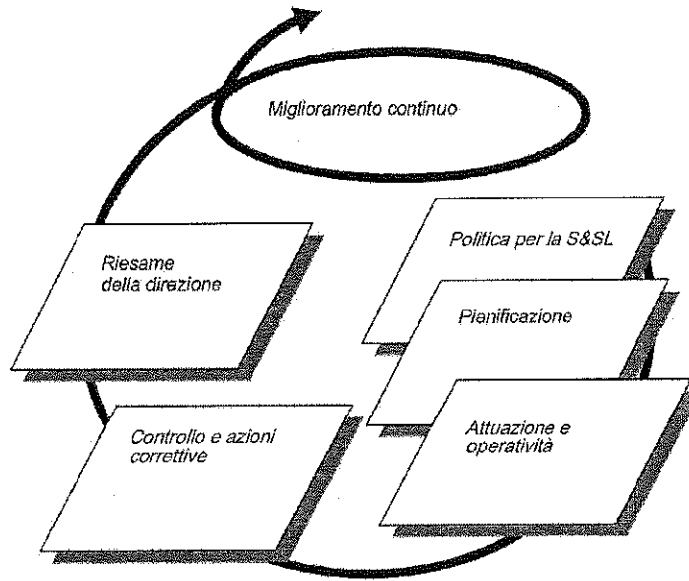 Miglioramento continuo
Politica per la S&SL
Riesame
della direzione
Pianificazione
Attuazione e
operatività
Controllo e azioni
correttive